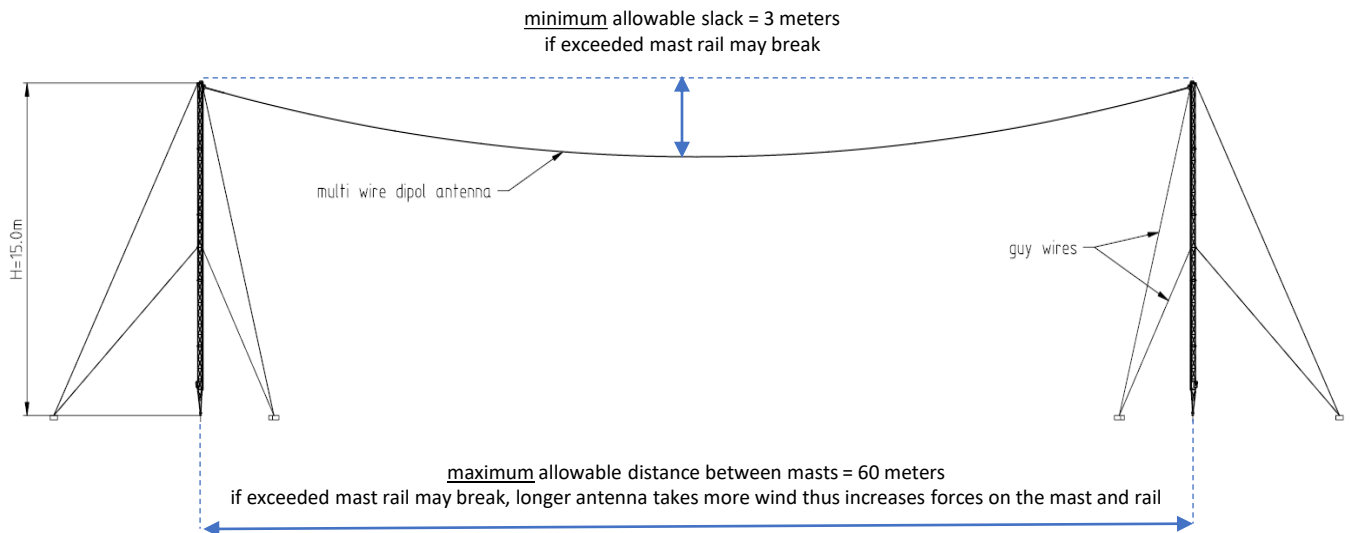 minimum allowable slack = 3 meters
if exceeded mast rail may break
multi wire dipol antenna
guy wires
H=15.0m
maximum allowable distance between masts = 60 meters
if exceeded mast rail may break, longer antenna takes more wind thus increases forces on the mast and rail